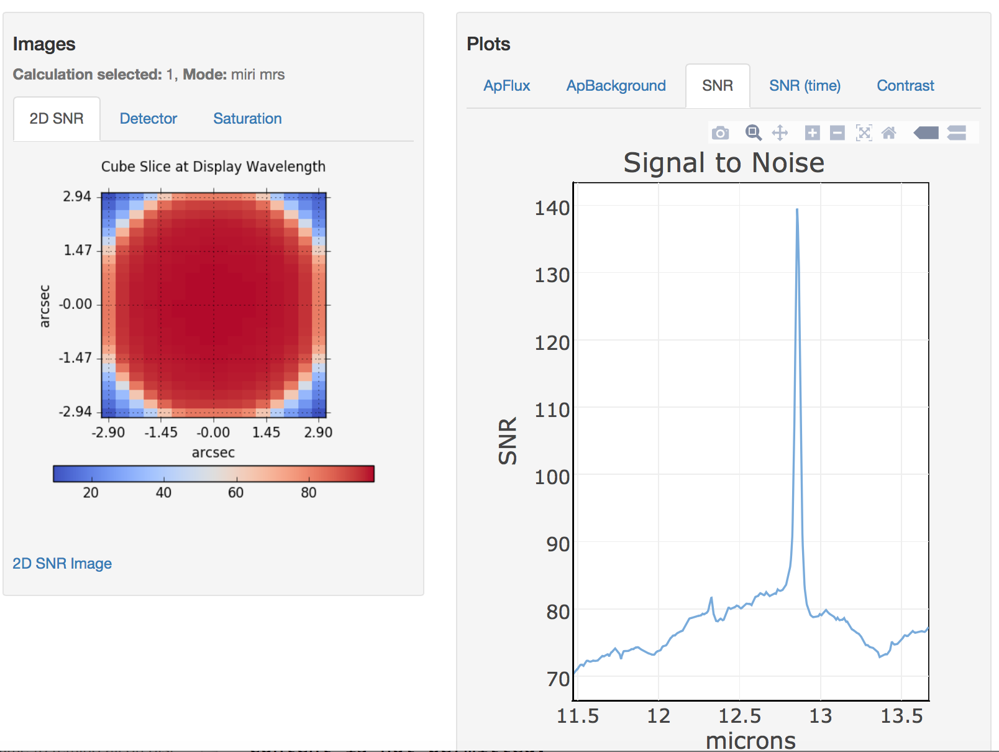 Images
Calculation selected: 1, Mode: miri mrs
2D SNR
Detector
Saturation
Cube Slice at Display Wavelength
2.94
1.47
-0.00
-1.47
-2.94
arcsec
-2.90 -1.45 -0.00 1.45 2.90
arcsec
20 40 60 80
2D SNR Image
Plots
ApFlux
ApBackground
SNR
SNR (time)
Contrast
Signal to Noise
140
130
120
110
100
90
80
70
SNR
11.5 12 12.5 13 13.5
microns